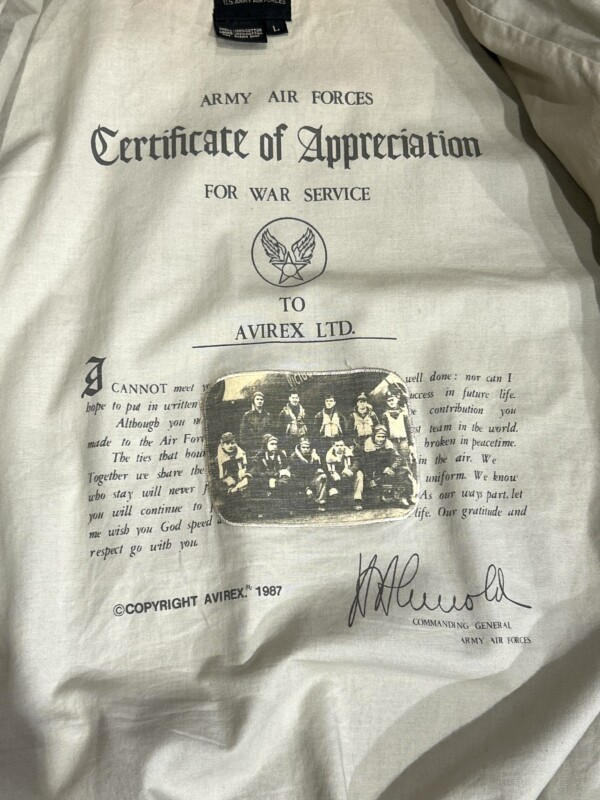 U.S. ARMY AIR FORCES
L
ARMY AIR FORCES
Certificate of Appreciation
FOR WAR SERVICE
TO
AVIREX LTD.
I CANNOT meet well done: nor can I
hope to put in written success in future life.
Although you contribution you
made to the Air team in the world.
The ties that broken in peacetime.
Together we share the in the air. We
who stay will never uniform. We know
you will continue to As our ways part, let
me wish you God speed life. Our gratitude and
respect go with you.
©COPYRIGHT AVIREX. 1987
H H Arnold
COMMANDING GENERAL
ARMY AIR FORCES